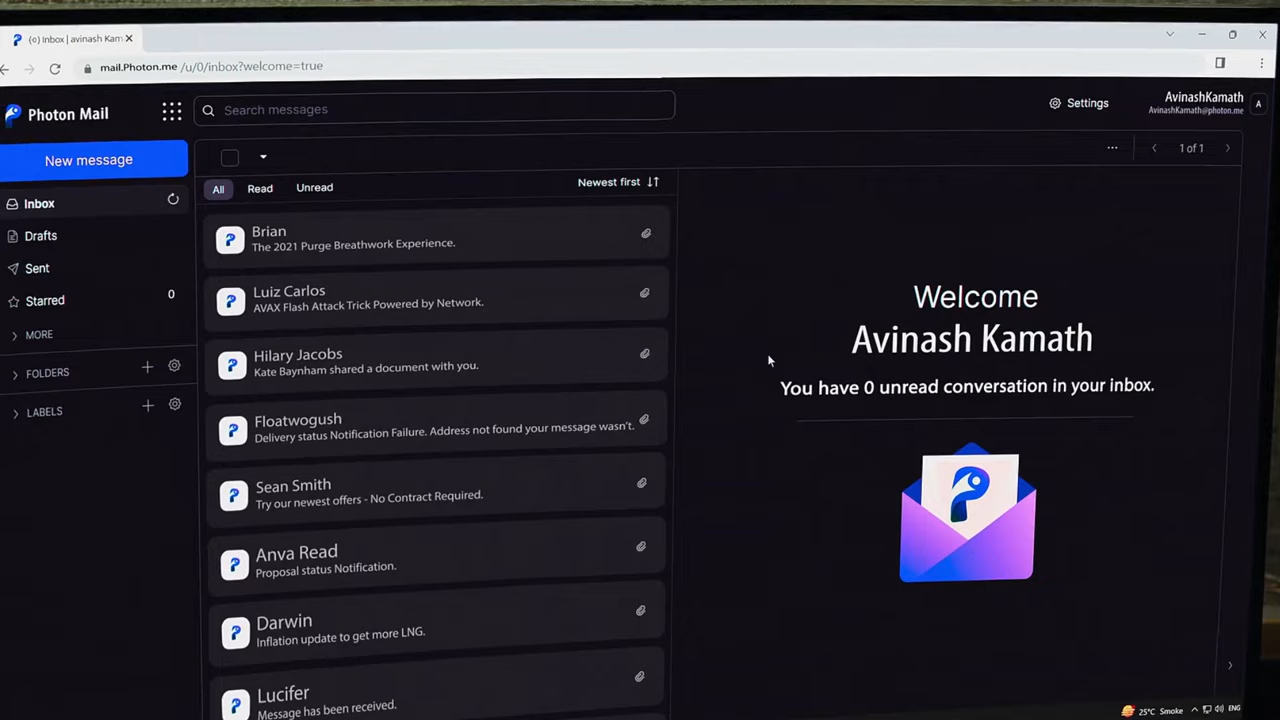 (o) Inbox | avinash Kam
mail.Photon.me /u/0/inbox?welcome=true
Photon Mail
Search messages
Settings
AvinashKamath
AvinashKamath@photon.me
A
New message
1 of 1
Inbox
Drafts
Sent
Starred 0
MORE
FOLDERS
LABELS
All Read Unread Newest first
Brian
The 2021 Purge Breathwork Experience.
Luiz Carlos
AVAX Flash Attack Trick Powered by Network.
Hilary Jacobs
Kate Baynham shared a document with you.
Floatwogush
Delivery status Notification Failure. Address not found your message wasn't.
Sean Smith
Try our newest offers - No Contract Required.
Anva Read
Proposal status Notification.
Darwin
Inflation update to get more LNG.
Lucifer
Message has been received.
Welcome
Avinash Kamath
You have 0 unread conversation in your inbox.
25°C Smoke ENG